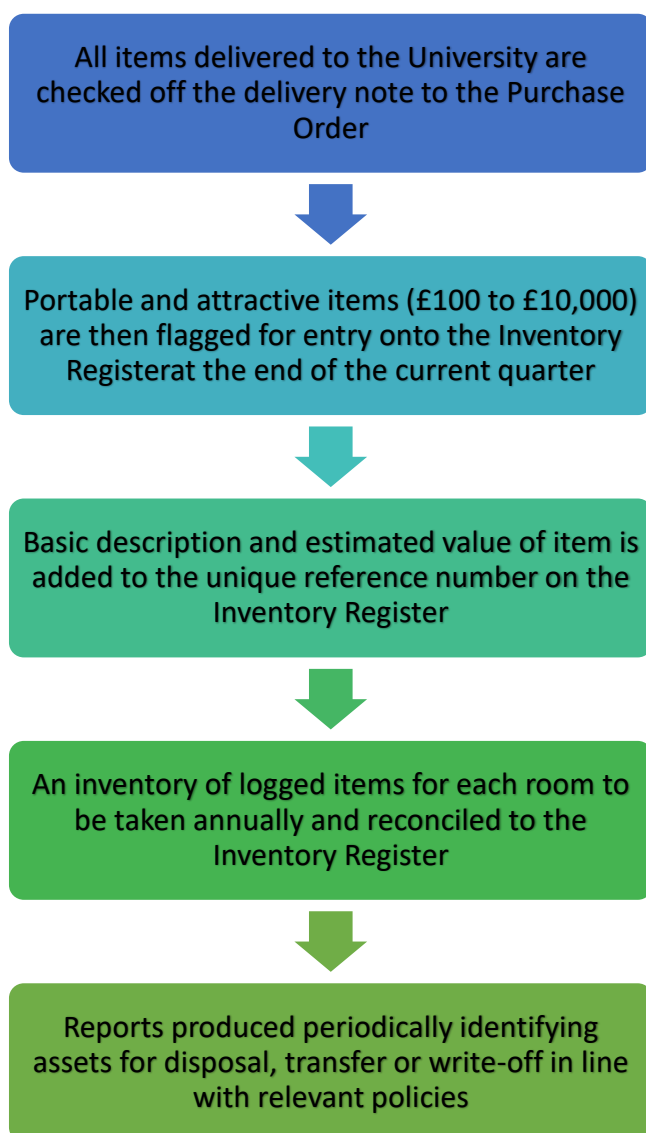 All items delivered to the University are
checked off the delivery note to the Purchase
Order
Portable and attractive items (£100 to £10,000)
are then flagged for entry onto the Inventory
Registerat the end of the current quarter
Basic description and estimated value of item is
added to the unique reference number on the
Inventory Register
An inventory of logged items for each room to
be taken annually and reconciled to the
Inventory Register
Reports produced periodically identifying
assets for disposal, transfer or write-off in line
with relevant policies